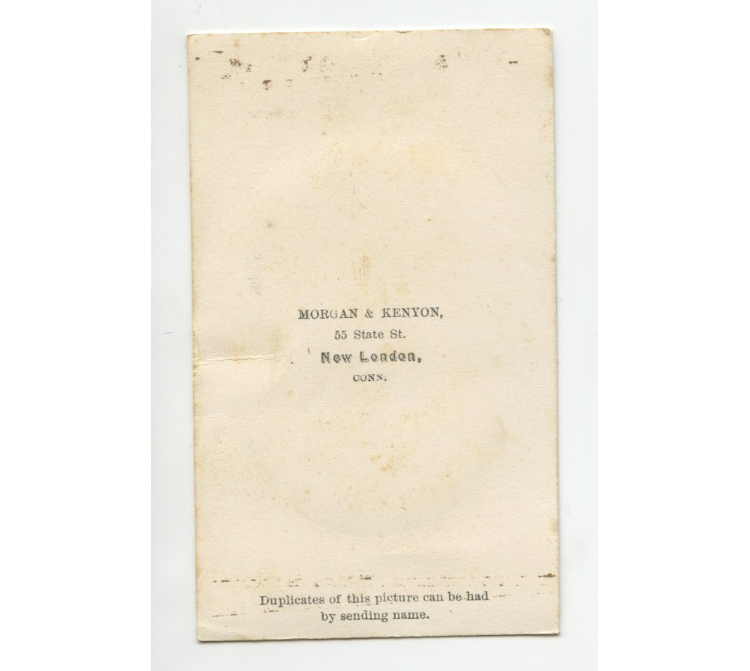 MORGAN & KENYON,
55 State St.
New London,
CONN.
Duplicates of this picture can be had
by sending name.